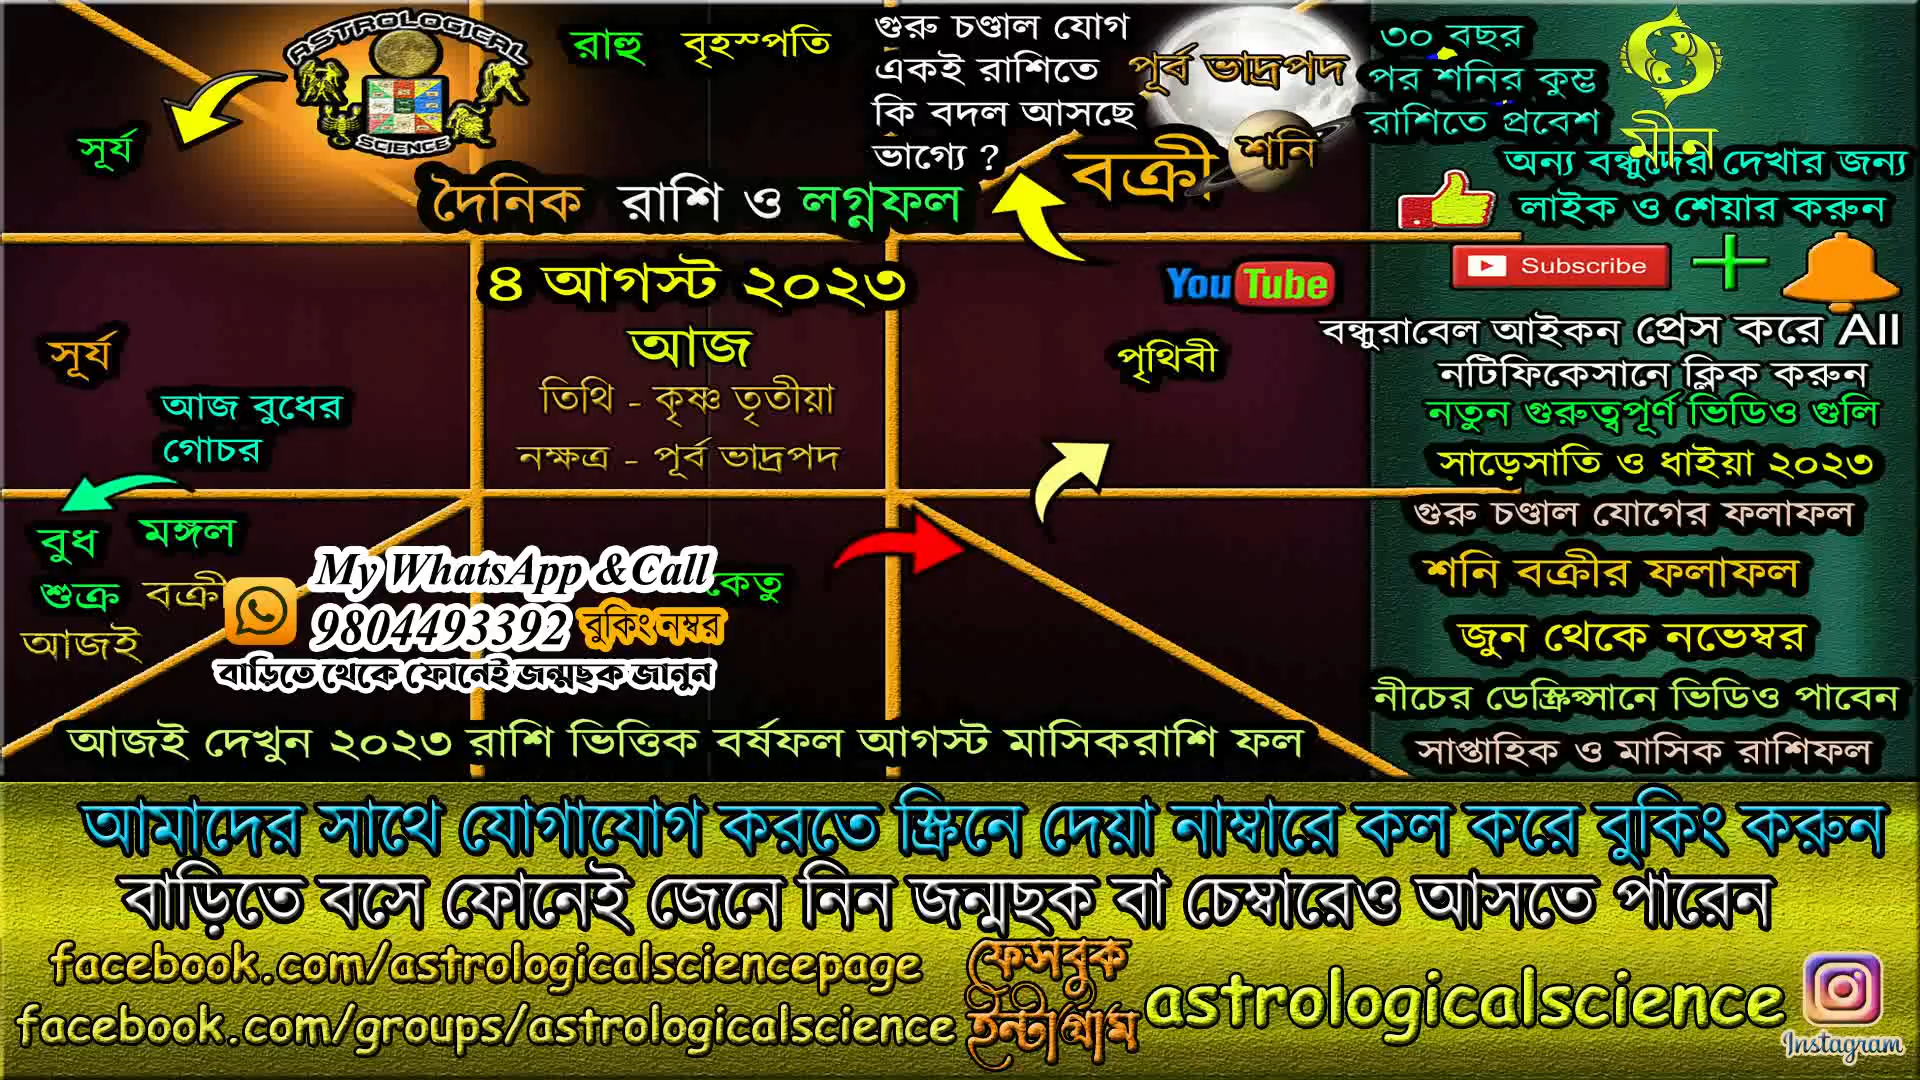 ASTROLOGICAL
SCIENCE
রাহু বৃহস্পতি
গুরু চণ্ডাল যোগ
একই রাশিতে
কি বদল আসছে
ভাগ্যে ?
পূর্ব ভাদ্রপদ
বক্রী শনি
৩০ বছর
পর শনির কুম্ভ
রাশিতে প্রবেশ
মীন
সূর্য
দৈনিক রাশি ও লগ্নফল
অন্য বন্ধুদের দেখার জন্য
লাইক ও শেয়ার করুন
Subscribe
YouTube
৪ আগস্ট ২০২৩
আজ
তিথি - কৃষ্ণ তৃতীয়া
নক্ষত্র - পূর্ব ভাদ্রপদ
সূর্য
আজ বুধের
গোচর
পৃথিবী
বন্ধুরাবেল আইকন প্রেস করে All
নটিফিকেসানে ক্লিক করুন
নতুন গুরুত্বপূর্ণ ভিডিও গুলি
সাড়েসাতি ও ধাইয়া ২০২৩
গুরু চণ্ডাল যোগের ফলাফল
শনি বক্রীর ফলাফল
জুন থেকে নভেম্বর
নীচের ডেস্ক্রিপ্সানে ভিডিও পাবেন
সাপ্তাহিক ও মাসিক রাশিফল
বুধ মঙ্গল
শুক্র বক্রী
আজই
কেতু
My WhatsApp &Call
9804493392 বুকিং নম্বর
বাড়িতে থেকে ফোনেই জন্মছক জানুন
আজই দেখুন ২০২৩ রাশি ভিত্তিক বর্ষফল আগস্ট মাসিকরাশি ফল
আমাদের সাথে যোগাযোগ করতে স্ক্রিনে দেয়া নাম্বারে কল করে বুকিং করুন
বাড়িতে বসে ফোনেই জেনে নিন জন্মছক বা চেম্বারেও আসতে পারেন
facebook.com/astrologicalsciencepage
facebook.com/groups/astrologicalscience
ফেসবুক
ইন্টাগ্রাম
astrologicalscience
Instagram